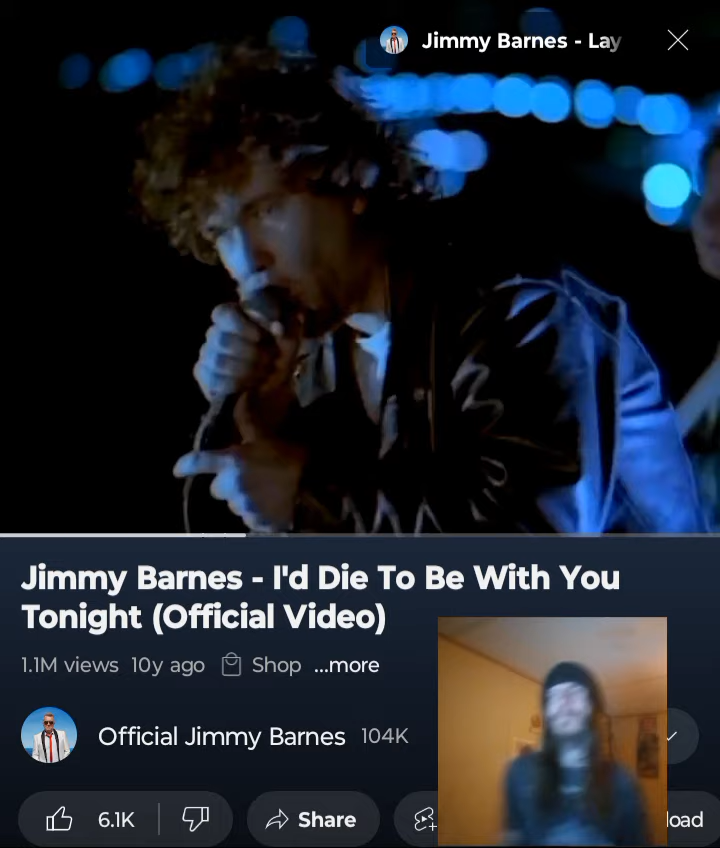 Jimmy Barnes - Lay
Jimmy Barnes - I'd Die To Be With You
Tonight (Official Video)
1.1M views 10y ago Shop ...more
Official Jimmy Barnes 104K
6.1K Share load